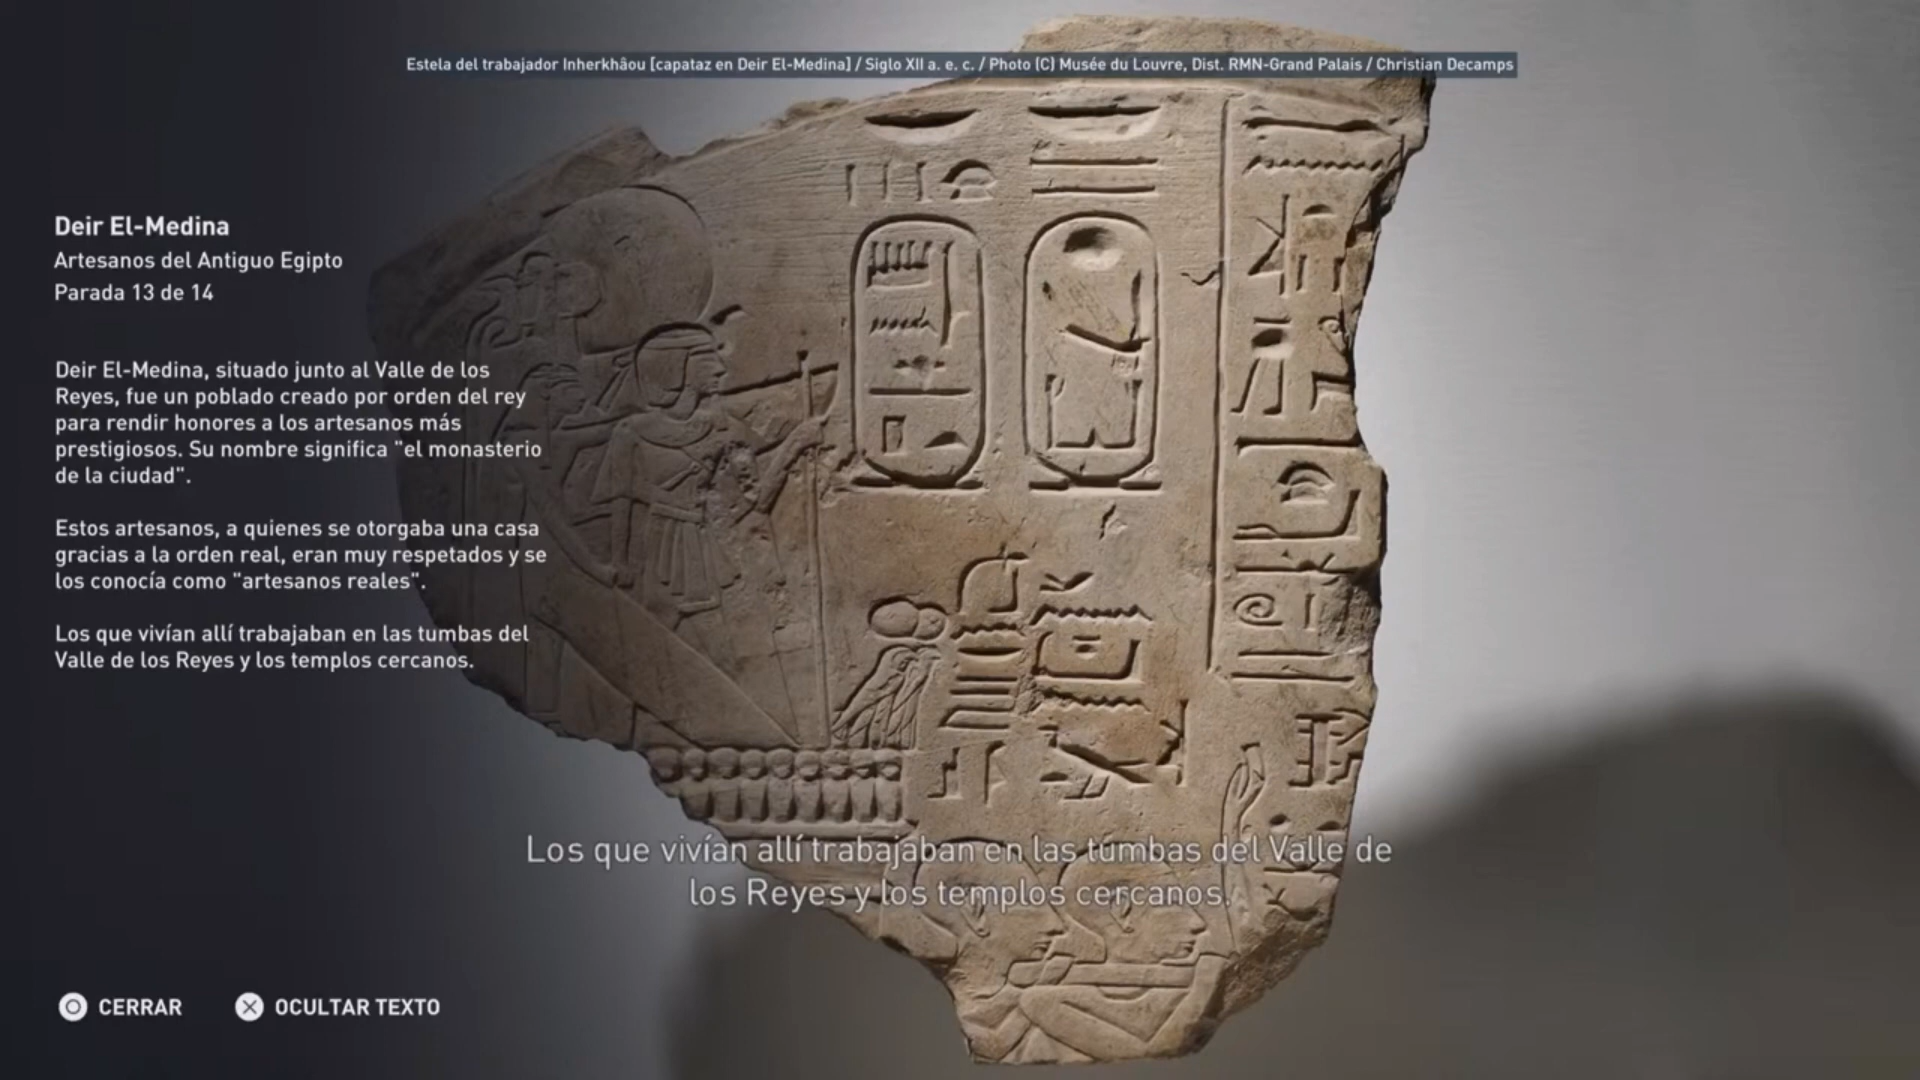 Estela del trabajador Inherkhâou [capataz en Deir El-Medina] / Siglo XII a. e. c. / Photo (C) Musée du Louvre, Dist. RMN-Grand Palais / Christian Decamps
Deir El-Medina
Artesanos del Antiguo Egipto
Parada 13 de 14
Deir El-Medina, situado junto al Valle de los
Reyes, fue un poblado creado por orden del rey
para rendir honores a los artesanos más
prestigiosos. Su nombre significa "el monasterio
de la ciudad".
Estos artesanos, a quienes se otorgaba una casa
gracias a la orden real, eran muy respetados y se
los conocía como "artesanos reales".
Los que vivían allí trabajaban en las tumbas del
Valle de los Reyes y los templos cercanos.
Los que vivían allí trabajaban en las tumbas del Valle de
los Reyes y los templos cercanos.
CERRAR
OCULTAR TEXTO